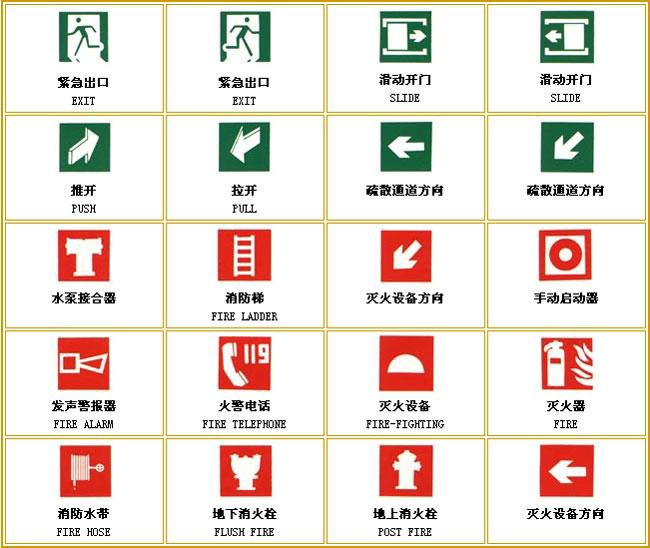 紧急出口
EXIT
紧急出口
EXIT
滑动开门
SLIDE
滑动开门
SLIDE
推开
PUSH
拉开
PULL
疏散通道方向
疏散通道方向
水泵接合器
消防梯
FIRE LADDER
灭火设备方向
手动启动器
发声警报器
FIRE ALARM
119
火警电话
FIRE TELEPHONE
灭火设备
FIRE-FIGHTING
灭火器
FIRE
消防水带
FIRE HOSE
地下消火栓
FLUSH FIRE
地上消火栓
POST FIRE
灭火设备方向